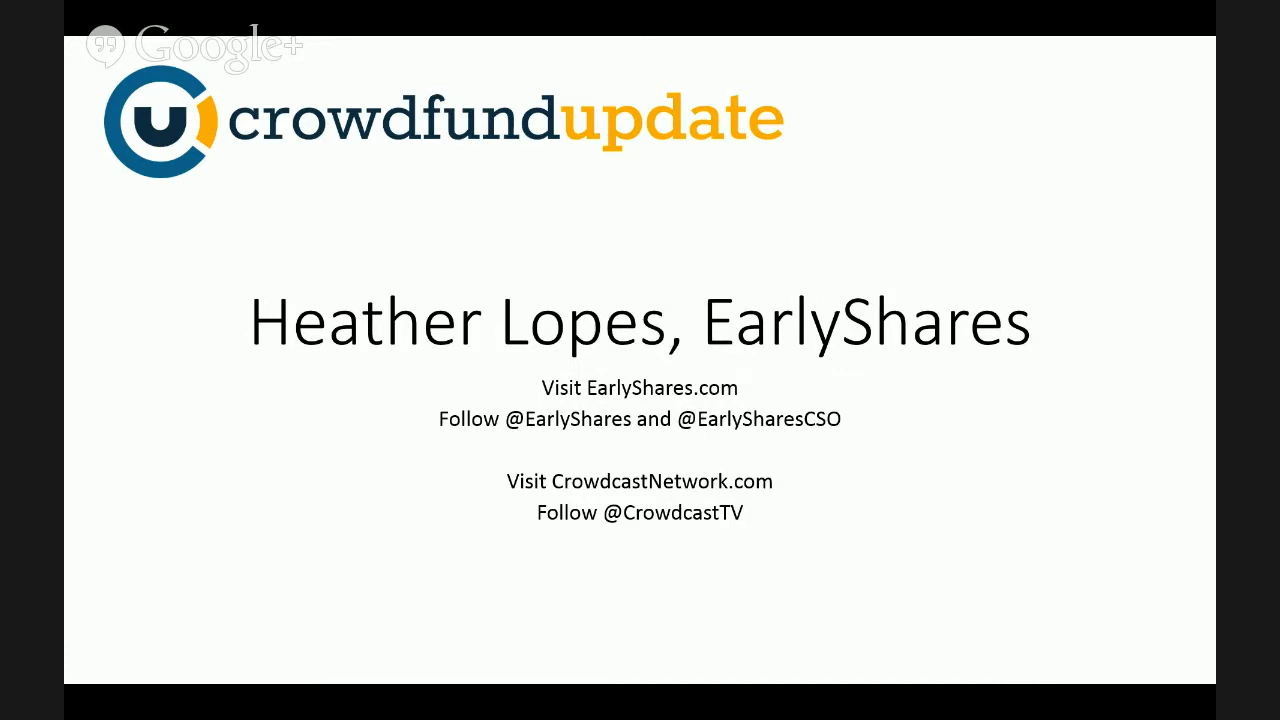 Google+
crowdfundupdate
Heather Lopes, EarlyShares
Visit EarlyShares.com
Follow @EarlyShares and @EarlySharesCSO
Visit CrowdcastNetwork.com
Follow @CrowdcastTV